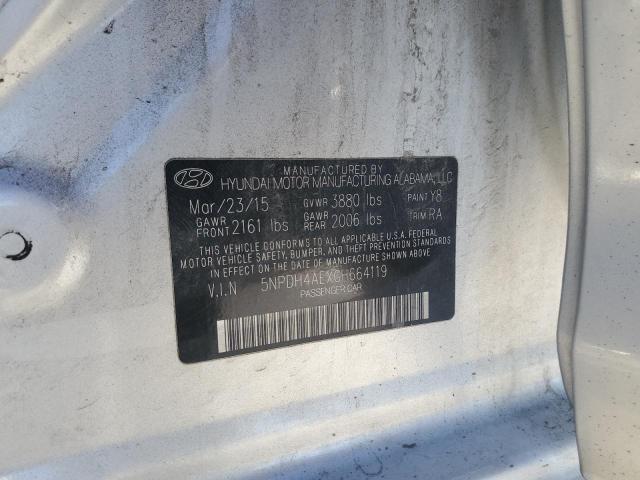 MANUFACTURED BY
HYUNDAI MOTOR MANUFACTURING ALABAMA, LLC
Mar/23/15 GVWR 3880 lbs PAINT Y8
GAWR FRONT 2161 lbs GAWR REAR 2006 lbs TRIM RA
THIS VEHICLE CONFORMS TO ALL APPLICABLE U.S.A. FEDERAL
MOTOR VEHICLE SAFETY, BUMPER, AND THEFT PREVENTION STANDARDS
IN EFFECT ON THE DATE OF MANUFACTURE SHOWN ABOVE.
V.I.N 5NPDH4AEXGH664119
PASSENGER CAR